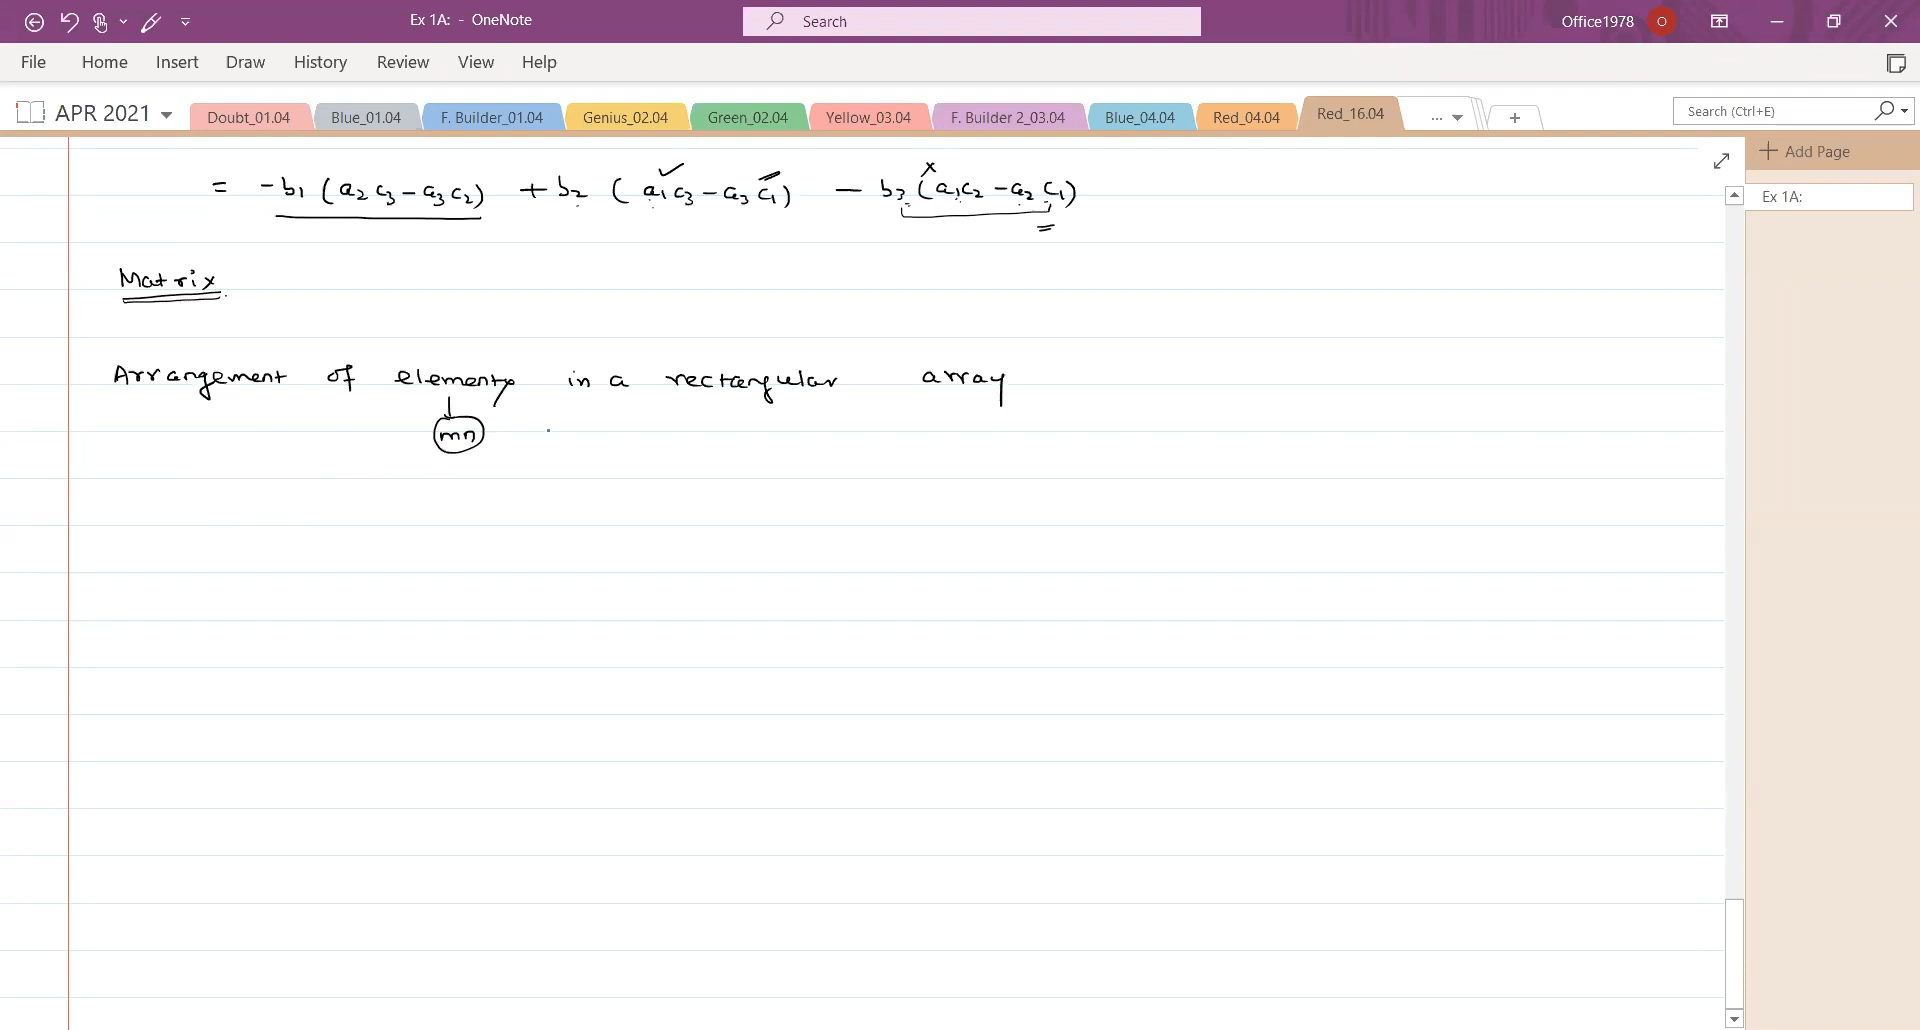 Ex 1A: - OneNote
Search
Office1978
O
File Home Insert Draw History Review View Help
APR 2021
Doubt_01.04
Blue_01.04
F. Builder_01.04
Genius_02.04
Green_02.04
Yellow_03.04
F. Builder 2_03.04
Blue_04.04
Red_04.04
Red_16.04
...
+
Search (Ctrl+E)
+ Add Page
Ex 1A:
= -b₁ (a₂c₃ - a₃c₂) + b₂ (a₁c₃ - a₃c₁) - b₃ (a₁c₂ - a₂c₁)
Matrix
Arrangement of elements in a rectangular array
mn